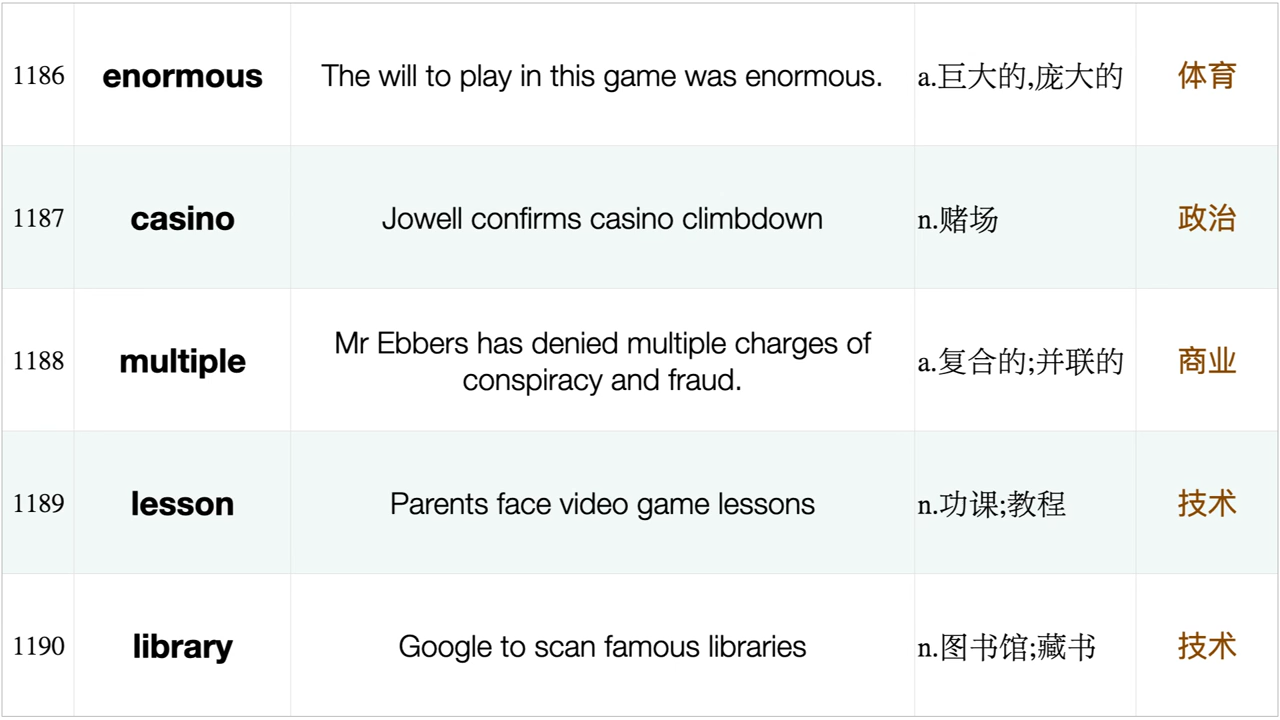 1186 enormous The will to play in this game was enormous. a.巨大的,庞大的 体育
1187 casino Jowell confirms casino climbdown n.赌场 政治
1188 multiple Mr Ebbers has denied multiple charges of
conspiracy and fraud. a.复合的;并联的 商业
1189 lesson Parents face video game lessons n.功课;教程 技术
1190 library Google to scan famous libraries n.图书馆;藏书 技术